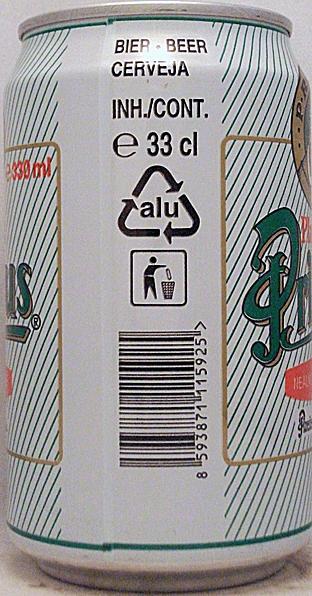 BIER · BEER
CERVEJA
INH./CONT.
℮ 33 cl
alu
8 593871 115925 >
℮ 330 ml